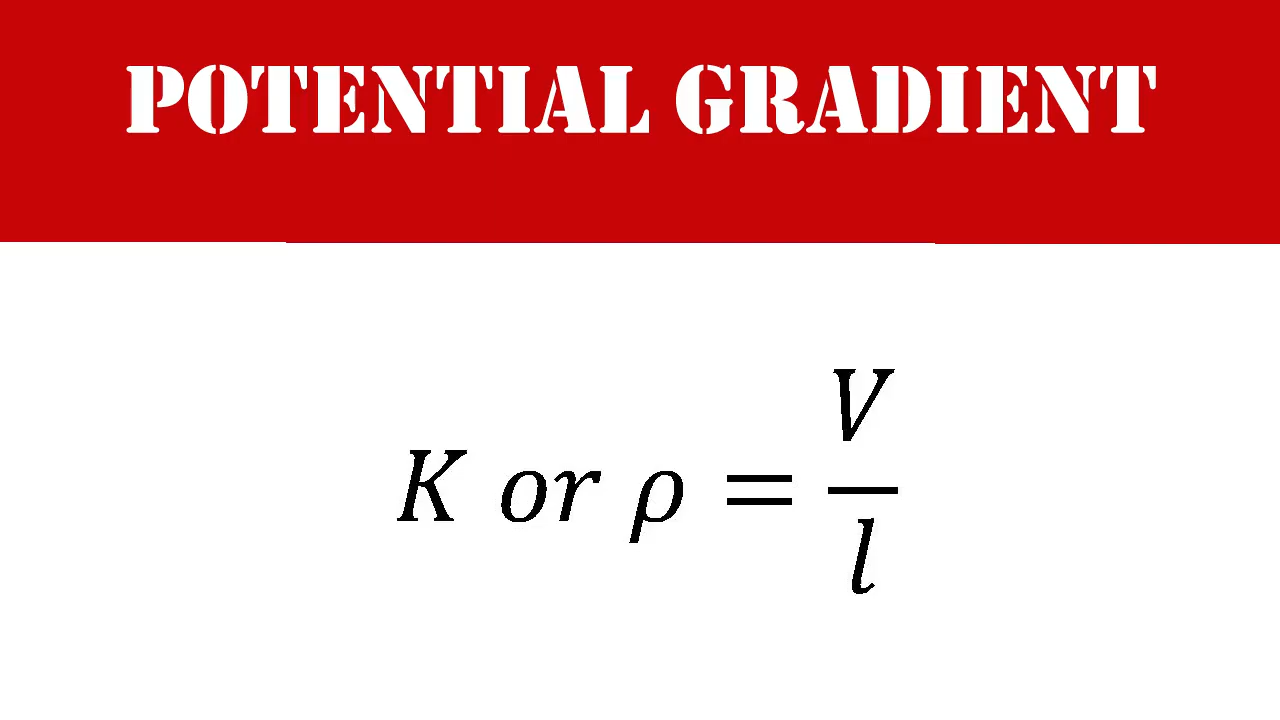 POTENTIAL GRADIENT
K or ρ = V/l